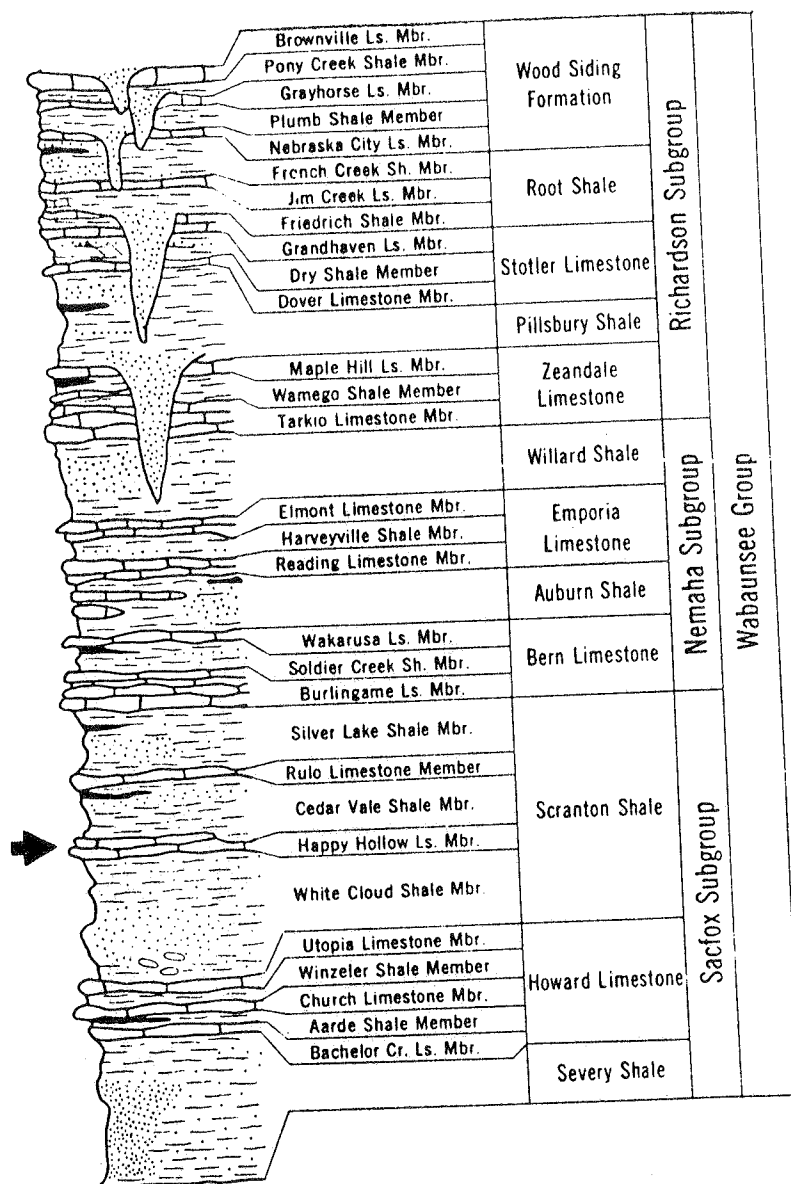 Brownville Ls. Mbr.
Pony Creek Shale Mbr.
Grayhorse Ls. Mbr.
Plumb Shale Member
Nebraska City Ls. Mbr.
French Creek Sh. Mbr.
Jim Creek Ls. Mbr.
Friedrich Shale Mbr.
Grandhaven Ls. Mbr.
Dry Shale Member
Dover Limestone Mbr.
Maple Hill Ls. Mbr.
Wamego Shale Member
Tarkio Limestone Mbr.
Elmont Limestone Mbr.
Harveyville Shale Mbr.
Reading Limestone Mbr.
Wakarusa Ls. Mbr.
Soldier Creek Sh. Mbr.
Burlingame Ls. Mbr.
Silver Lake Shale Mbr.
Rulo Limestone Member
Cedar Vale Shale Mbr.
Happy Hollow Ls. Mbr.
White Cloud Shale Mbr.
Utopia Limestone Mbr.
Winzeler Shale Member
Church Limestone Mbr.
Aarde Shale Member
Bachelor Cr. Ls. Mbr.
Wood Siding
Formation
Root Shale
Stotler Limestone
Pillsbury Shale
Zeandale
Limestone
Willard Shale
Emporia
Limestone
Auburn Shale
Bern Limestone
Scranton Shale
Howard Limestone
Severy Shale
Richardson Subgroup
Nemaha Subgroup
Sacfox Subgroup
Wabaunsee Group